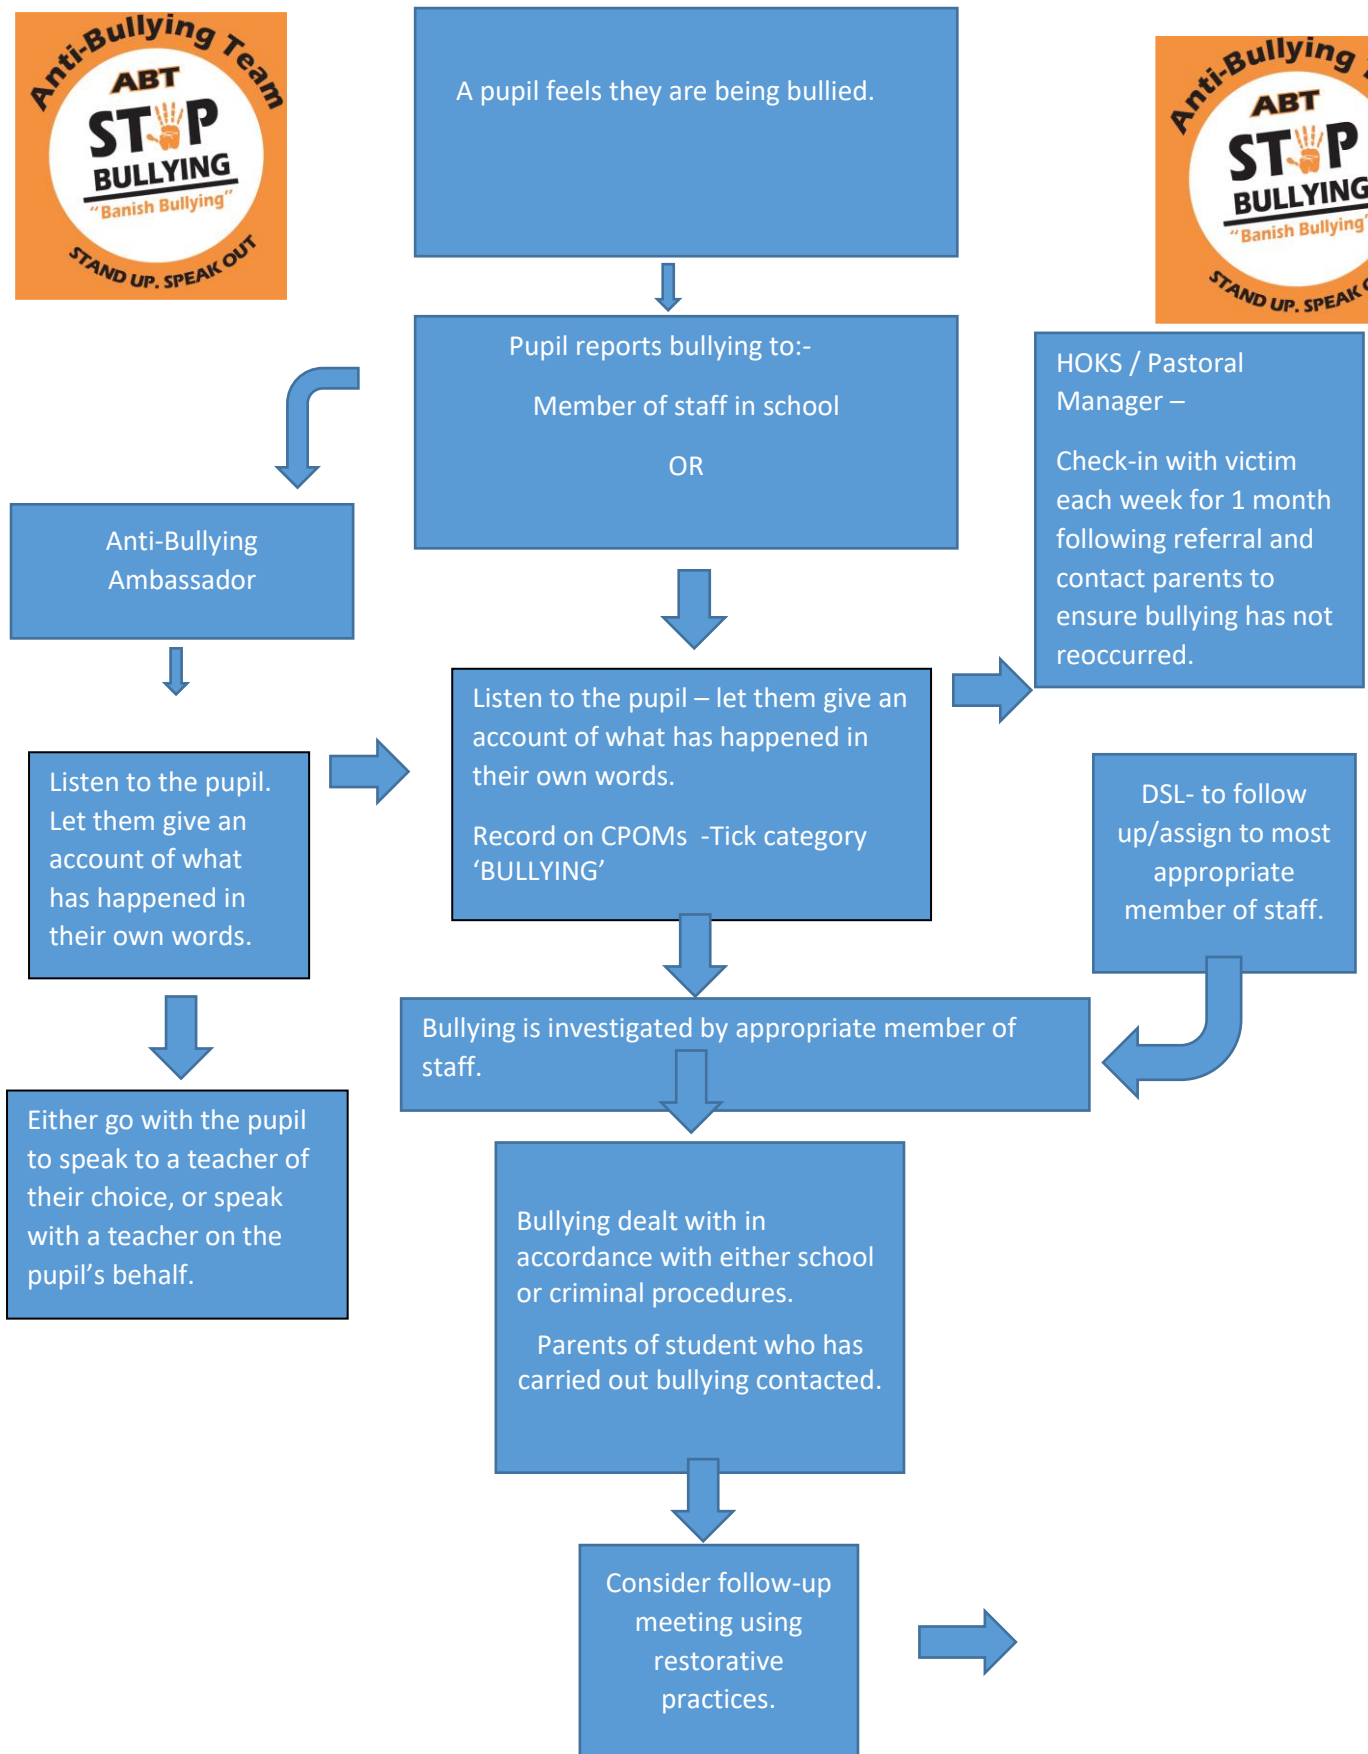 Anti-Bullying Team
ABT
STOP
BULLYING
"Banish Bullying"
STAND UP. SPEAK OUT
A pupil feels they are being bullied.
Anti-Bullying
ABT
STOP
BULLYING
"Banish Bullying"
STAND UP. SPEAK
Pupil reports bullying to:-
Member of staff in school
OR
HOKS / Pastoral
Manager –
Check-in with victim
each week for 1 month
following referral and
contact parents to
ensure bullying has not
reoccurred.
Anti-Bullying
Ambassador
Listen to the pupil.
Let them give an
account of what
has happened in
their own words.
Listen to the pupil – let them give an
account of what has happened in
their own words.
Record on CPOMs -Tick category
‘BULLYING’
DSL- to follow
up/assign to most
appropriate
member of staff.
Bullying is investigated by appropriate member of
staff.
Either go with the pupil
to speak to a teacher of
their choice, or speak
with a teacher on the
pupil’s behalf.
Bullying dealt with in
accordance with either school
or criminal procedures.
Parents of student who has
carried out bullying contacted.
Consider follow-up
meeting using
restorative
practices.